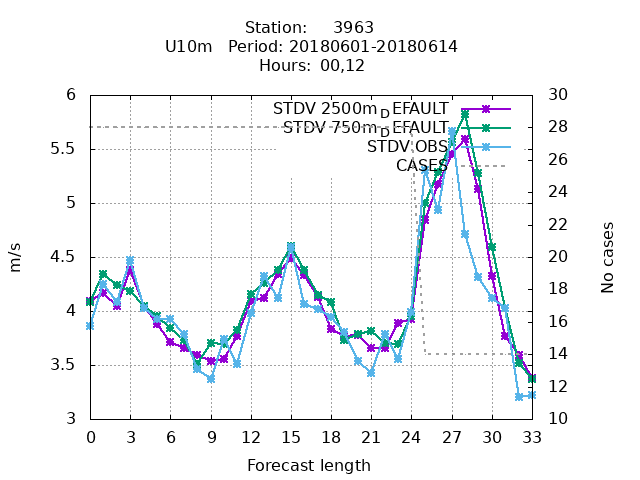 Station: 3963
U10m Period: 20180601-20180614
Hours: 00,12
6 30
STDV 2500m_DEFAULT
STDV 750m_DEFAULT
STDV OBS
CASES
5.5
5
4.5
4
3.5
3
28
26
24
22
20
18
16
14
12
10
m/s
No cases
0 3 6 9 12 15 18 21 24 27 30 33
Forecast length